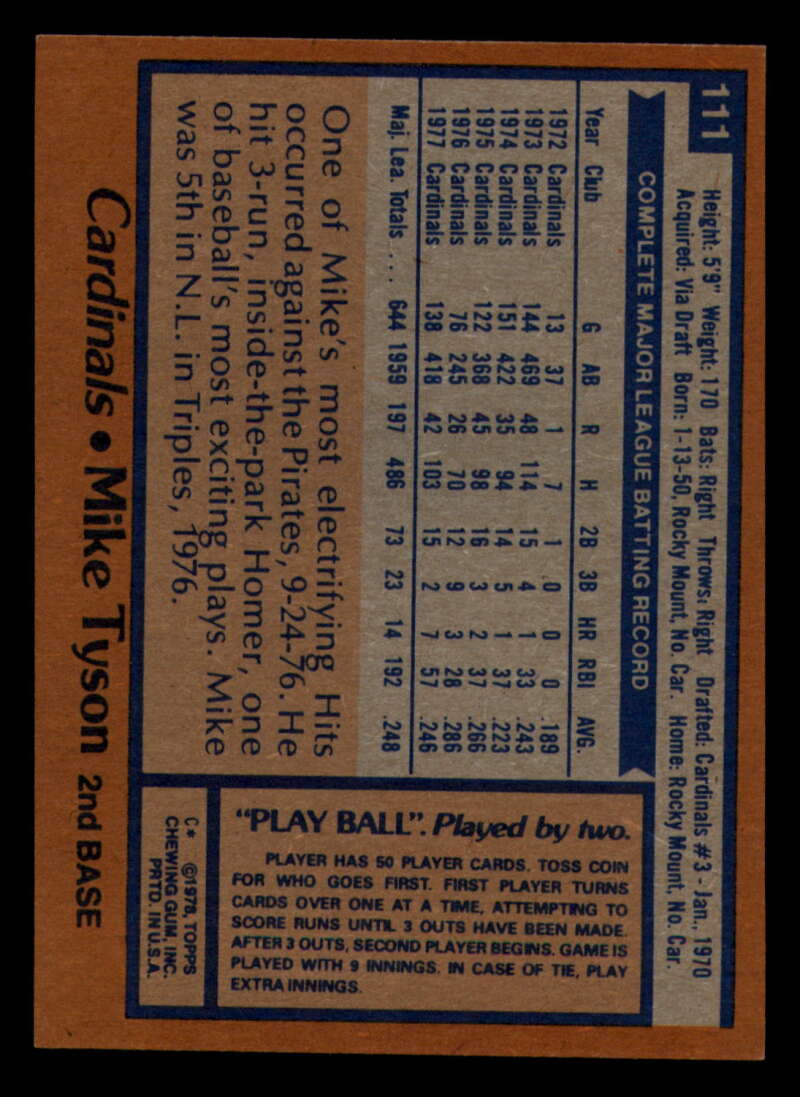 111
Height: 5'9" Weight: 170 Bats: Right Throws: Right Drafted: Cardinals #3 - Jan., 1970
Acquired: Via Draft Born: 1-13-50, Rocky Mount, No. Car. Home: Rocky Mount, No. Car.
COMPLETE MAJOR LEAGUE BATTING RECORD
Year Club G AB R H 2B 3B HR RBI AVG.
1972 Cardinals 13 37 1 7 1 0 0 0 .189
1973 Cardinals 144 469 48 114 15 4 1 33 .243
1974 Cardinals 151 422 35 94 14 5 1 37 .223
1975 Cardinals 122 368 45 98 16 3 2 37 .266
1976 Cardinals 76 245 26 70 12 9 3 28 .286
1977 Cardinals 138 418 42 103 15 2 7 57 .246
Maj. Lea. Totals .... 644 1959 197 486 73 23 14 192 .248
One of Mike's most electrifying Hits
occurred against the Pirates, 9-24-76. He
hit 3-run, inside-the-park Homer, one
of baseball's most exciting plays. Mike
was 5th in N.L. in Triples, 1976.
"PLAY BALL". Played by two.
PLAYER HAS 50 PLAYER CARDS. TOSS COIN
FOR WHO GOES FIRST. FIRST PLAYER TURNS
CARDS OVER ONE AT A TIME, ATTEMPTING TO
SCORE RUNS UNTIL 3 OUTS HAVE BEEN MADE.
AFTER 3 OUTS, SECOND PLAYER BEGINS. GAME IS
PLAYED WITH 9 INNINGS. IN CASE OF TIE, PLAY
EXTRA INNINGS.
C* ©1978, TOPPS
CHEWING GUM, INC.
PRTD. IN U.S.A.
Cardinals • Mike Tyson 2nd BASE